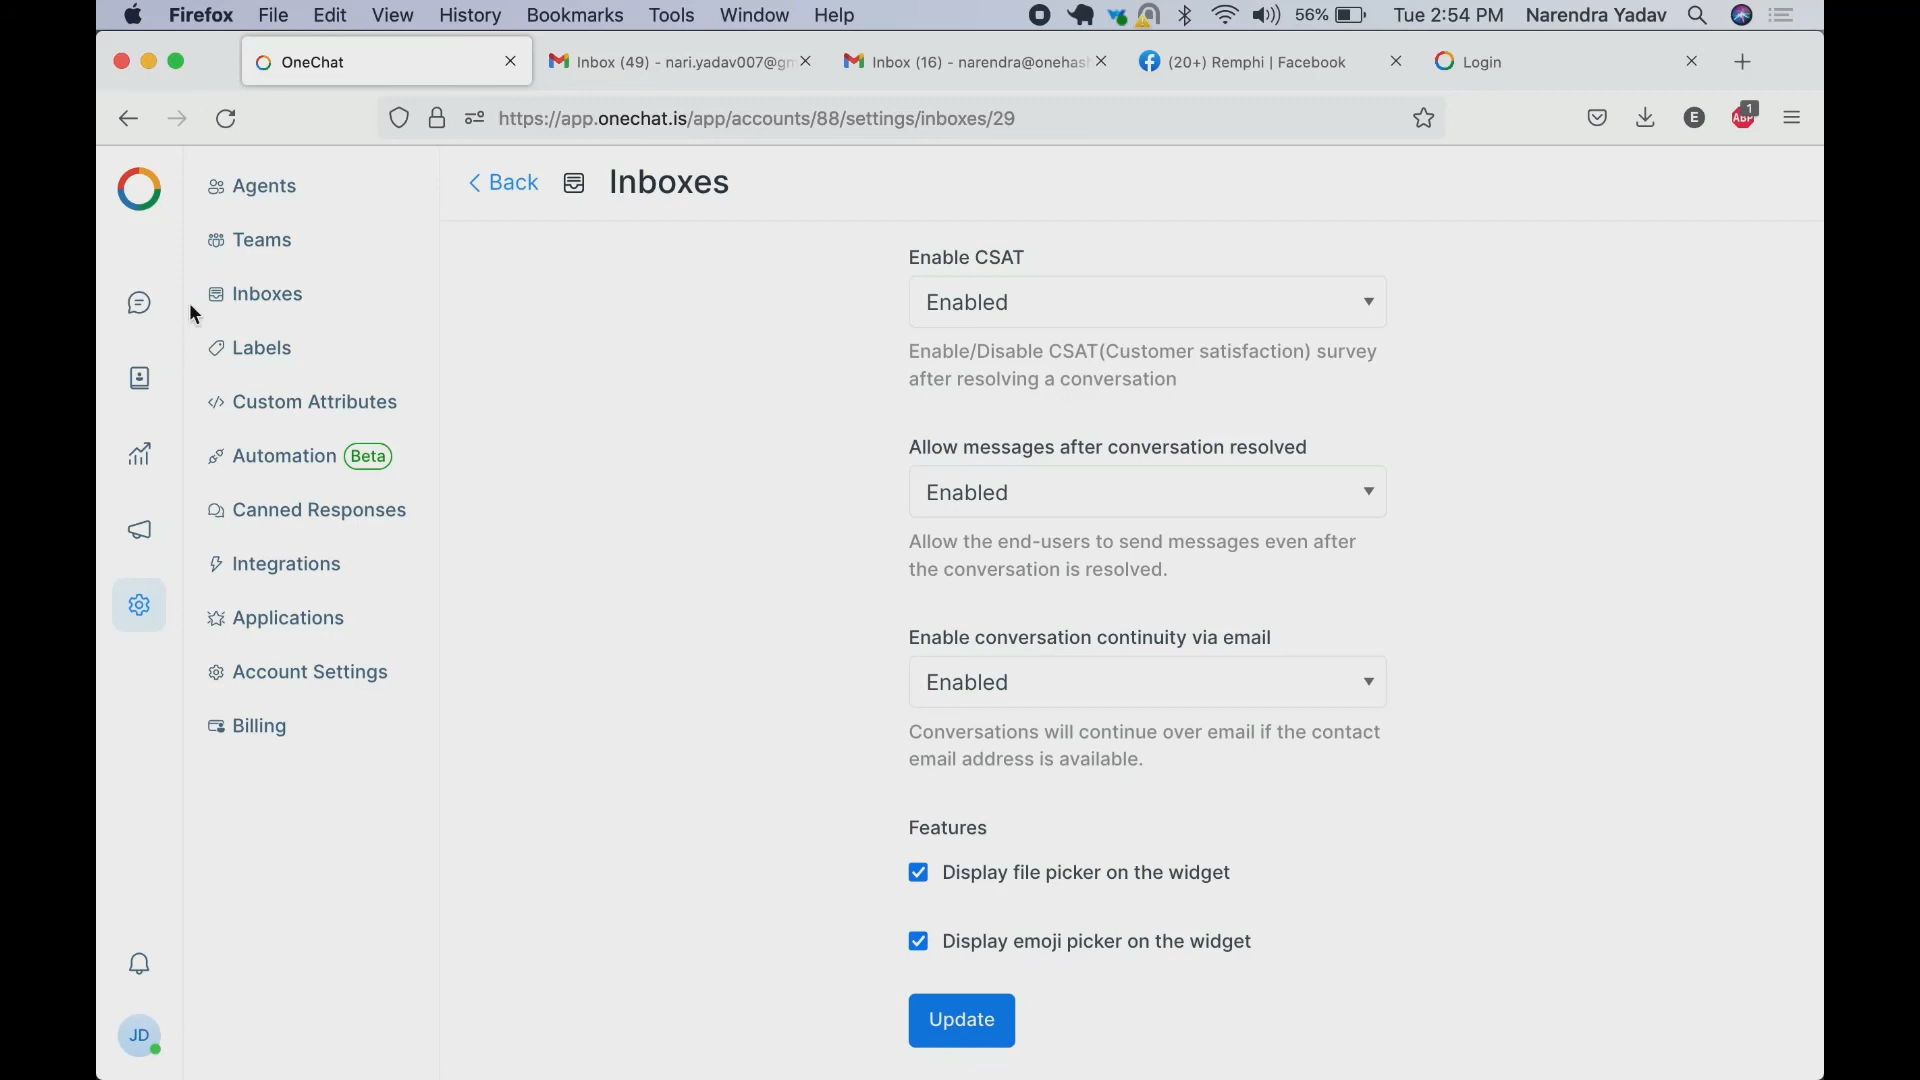 Firefox File Edit View History Bookmarks Tools Window Help 56% Tue 2:54 PM Narendra Yadav
OneChat Inbox (49) - nari.yadav007@gm Inbox (16) - narendra@onehash (20+) Remphi | Facebook Login
https://app.onechat.is/app/accounts/88/settings/inboxes/29 E ABP 1
Agents
Teams
Inboxes
Labels
Custom Attributes
Automation Beta
Canned Responses
Integrations
Applications
Account Settings
Billing
JD
Back Inboxes
Enable CSAT
Enabled
Enable/Disable CSAT(Customer satisfaction) survey
after resolving a conversation
Allow messages after conversation resolved
Enabled
Allow the end-users to send messages even after
the conversation is resolved.
Enable conversation continuity via email
Enabled
Conversations will continue over email if the contact
email address is available.
Features
Display file picker on the widget
Display emoji picker on the widget
Update